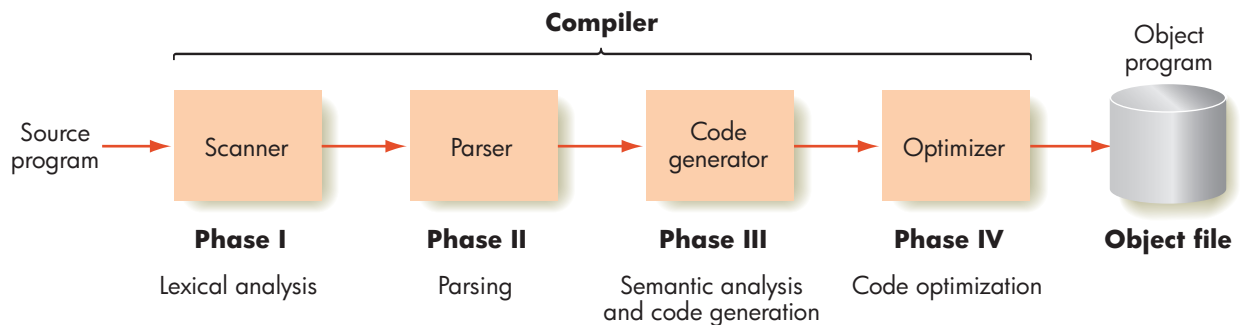 Compiler
Object
program
Source
program
Scanner
Parser
Code
generator
Optimizer
Phase I
Phase II
Phase III
Phase IV
Object file
Lexical analysis
Parsing
Semantic analysis
and code generation
Code optimization